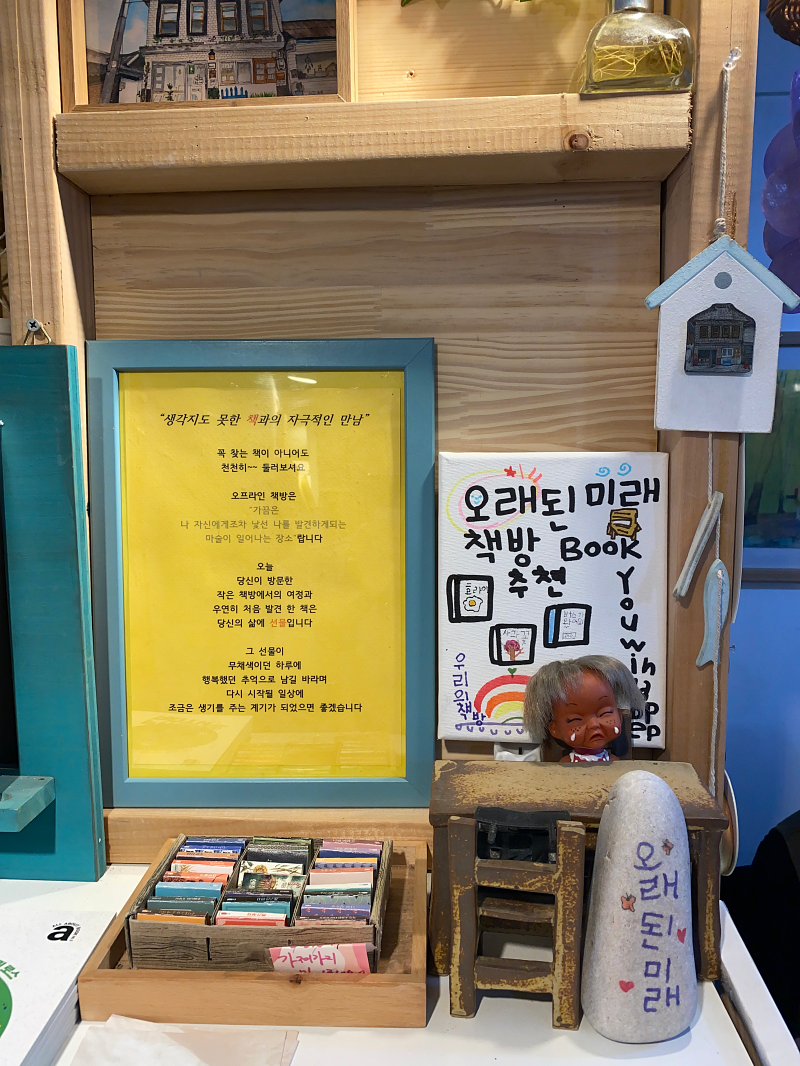 “생각지도 못한 책과의 자극적인 만남”
꼭 찾는 책이 아니어도
천천히~~ 둘러보셔요
오프라인 책방은
"가끔은
나 자신에게조차 낯선 나를 발견하게되는
마술이 일어나는 장소"랍니다
오늘
당신이 방문한
작은 책방에서의 여정과
우연히 처음 발견 한 책은
당신의 삶에 선물입니다
그 선물이
무채색이던 하루에
행복했던 추억으로 남길 바라며
다시 시작될 일상에
조금은 생기를 주는 계기가 되었으면 좋겠습니다
오래된 미래
책방 Book
추천
후라이
우리의책방
You wind
오래된미래
a